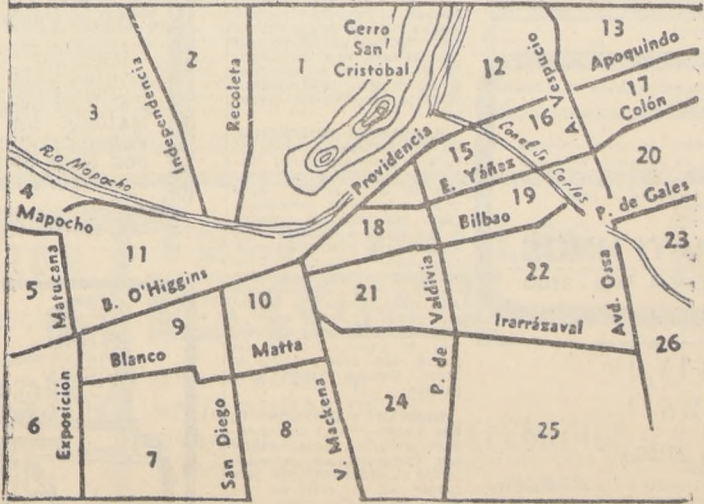 Cerro
San
Cristóbal
13
Apoquindo
2
1
12
A. Vespucio
17
Colón
3
Independencia
Recoleta
16
Canal Sn Carlos
Rio Mapocho
Providencia
15
E. Yáñez
20
4
Mapocho
19
P. de Gales
18
Bilbao
23
11
5
Matucana
B. O'Higgins
10
21
Valdivia
P. de
22
Avd. Ossa
9
Irarrázaval
26
Blanco
Matta
6
Exposición
7
San Diego
8
V. Mackena
24
25